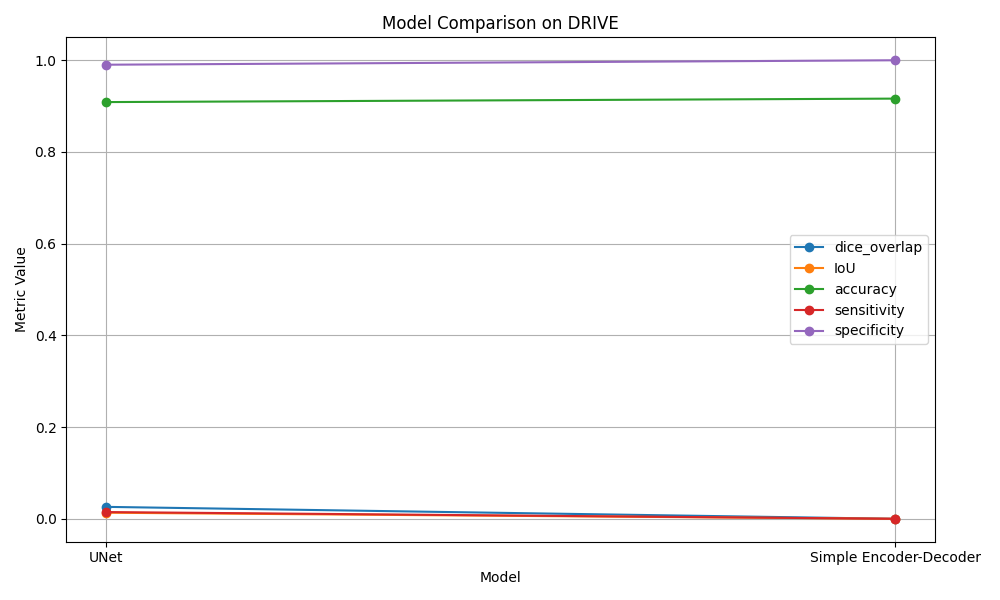 Model Comparison on DRIVE
Metric Value
1.0
0.8
0.6
0.4
0.2
0.0
dice_overlap
IoU
accuracy
sensitivity
specificity
UNet
Simple Encoder-Decoder
Model